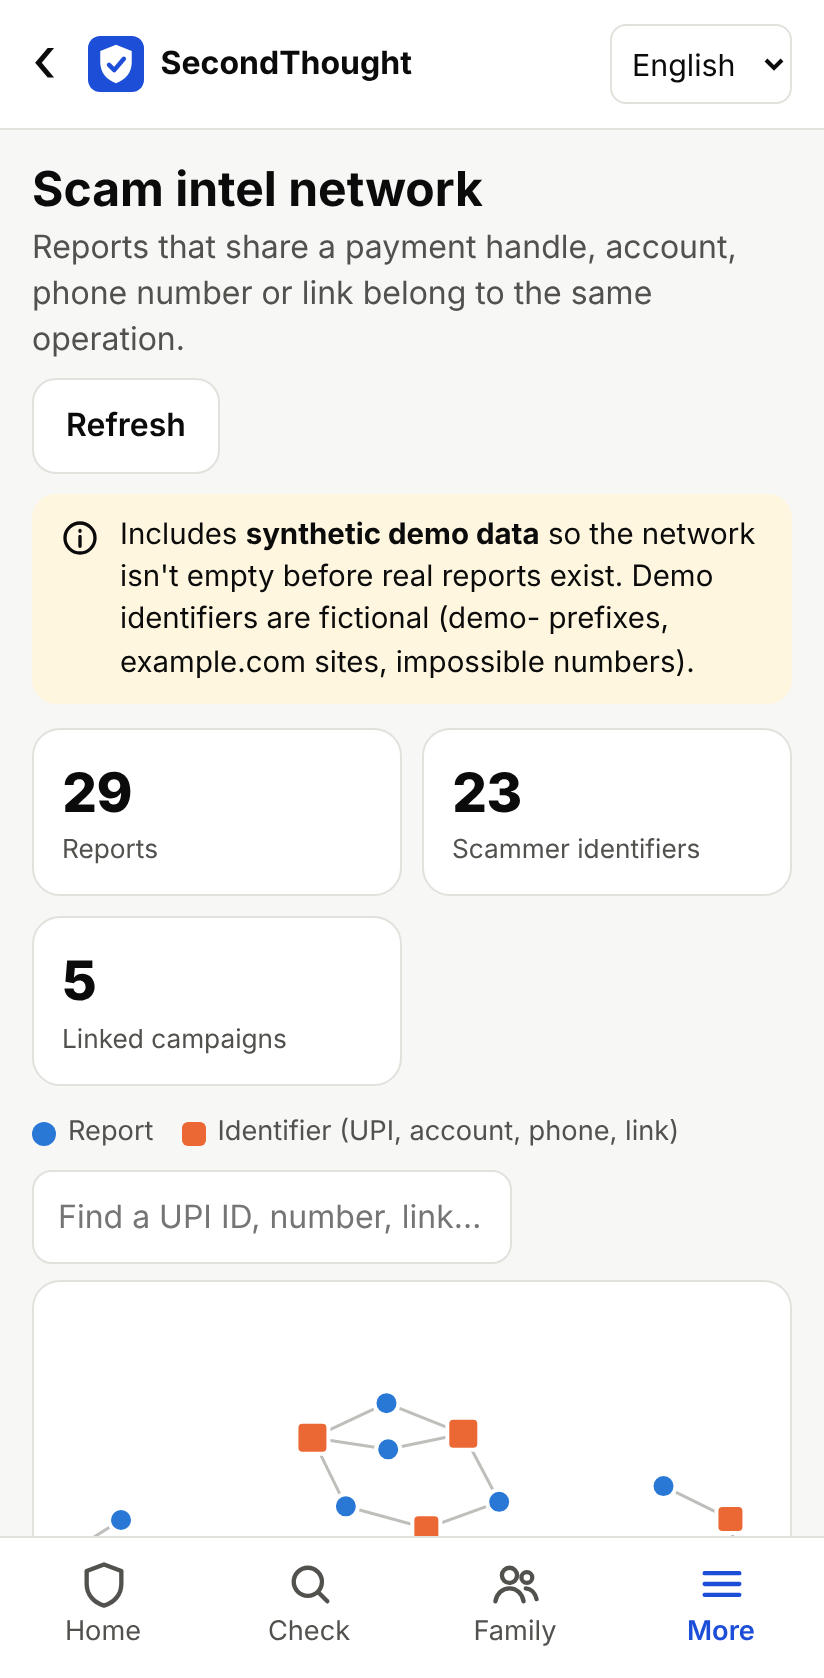 SecondThought
English
Scam intel network
Reports that share a payment handle, account,
phone number or link belong to the same
operation.
Refresh
Includes synthetic demo data so the network
isn't empty before real reports exist. Demo
identifiers are fictional (demo- prefixes,
example.com sites, impossible numbers).
29
Reports
23
Scammer identifiers
5
Linked campaigns
Report
Identifier (UPI, account, phone, link)
Find a UPI ID, number, link...
Home
Check
Family
More